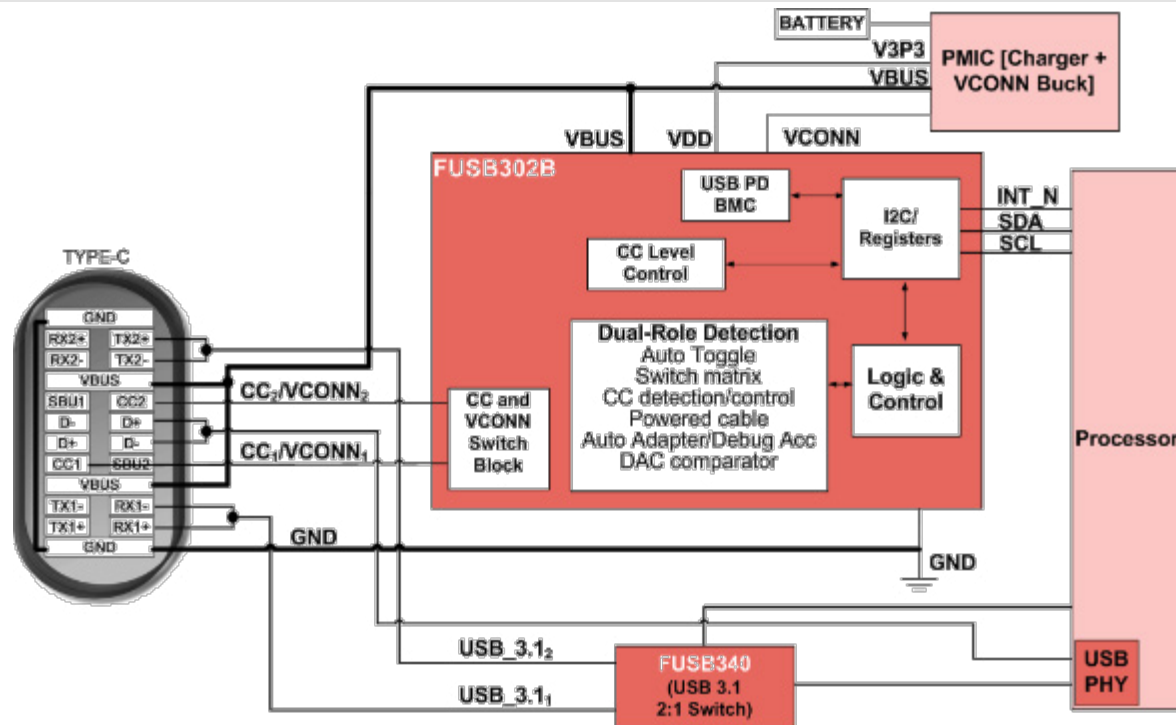 BATTERY
PMIC [Charger +
VCONN Buck]
V3P3
VBUS
VBUS
VDD
VCONN
FUSB302B
USB PD
BMC
I2C/
Registers
CC Level
Control
INT_N
SDA
SCL
Dual-Role Detection
Auto Toggle
Switch matrix
CC detection/control
Powered cable
Auto Adapter/Debug Acc
DAC comparator
Logic &
Control
CC and
VCONN
Switch
Block
Processor
TYPE-C
GND
RX2+ TX2+
RX2- TX2-
VBUS
SBU1 CC2
D- D+
D+ D-
CC1 SBU2
VBUS
TX1- RX1-
TX1+ RX1+
GND
CC₂/VCONN₂
CC₁/VCONN₁
GND
GND
USB_3.1₂
USB_3.1₁
FUSB340
(USB 3.1
2:1 Switch)
USB
PHY